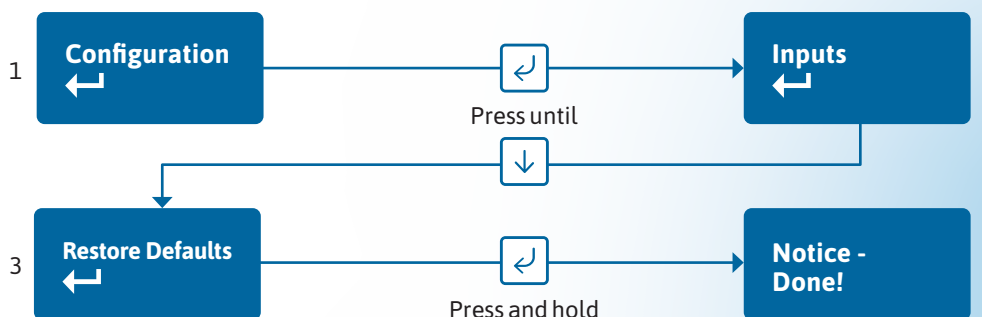 1
Configuration
Inputs
Press until
3
Restore Defaults
Notice -
Done!
Press and hold